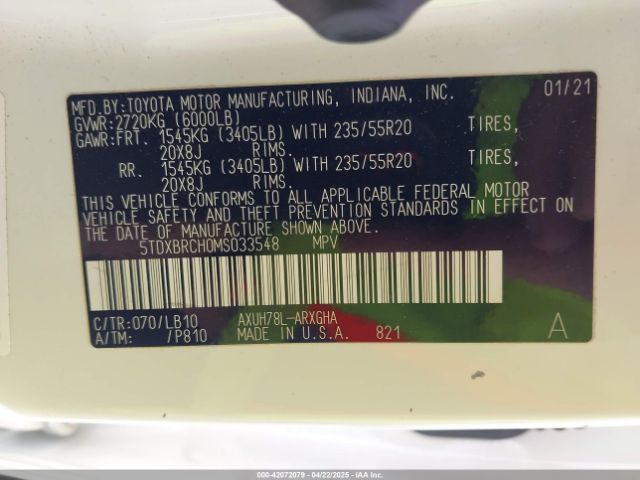 MFD.BY:TOYOTA MOTOR MANUFACTURING, INDIANA, INC. 01/21
GVWR:2720KG (6000LB)
GAWR:FRT. 1545KG (3405LB) WITH 235/55R20 TIRES,
20X8J RIMS.
RR. 1545KG (3405LB) WITH 235/55R20 TIRES,
20X8J RIMS.
THIS VEHICLE CONFORMS TO ALL APPLICABLE FEDERAL MOTOR
VEHICLE SAFETY AND THEFT PREVENTION STANDARDS IN EFFECT ON
THE DATE OF MANUFACTURE SHOWN ABOVE.
5TDXBRCH0MS033548 MPV
C/TR:070/LB10 AXUH78L-ARXGHA
A/TM: /P810 MADE IN U.S.A. 821 A
000-42072079 - 04/22/2025 - IAA Inc.